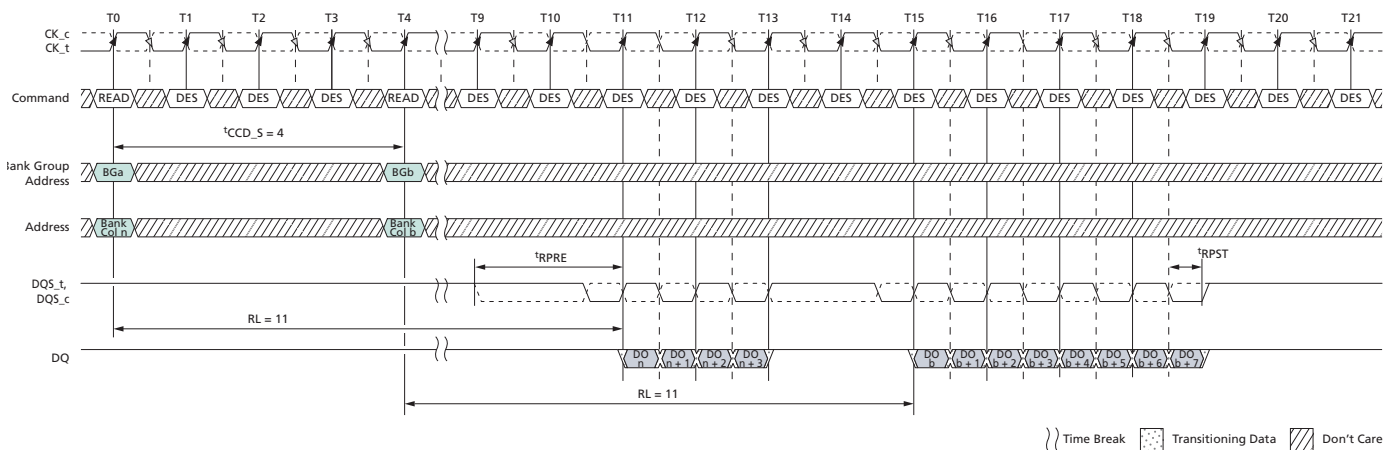 T0 T1 T2 T3 T4 T9 T10 T11 T12 T13 T14 T15 T16 T17 T18 T19 T20 T21
CK_c
CK_t
Command READ DES DES DES READ DES DES DES DES DES DES DES DES DES DES DES DES DES
tCCD_S = 4
Bank Group
Address
BGa BGb
Address
Bank
Col n
Bank
Col b
tRPRE tRPST
DQS_t,
DQS_c
RL = 11
DQ
DO
n
DO
n + 1
DO
n + 2
DO
n + 3
DO
b
DO
b + 1
DO
b + 2
DO
b + 3
DO
b + 4
DO
b + 5
DO
b + 6
DO
b + 7
RL = 11
Time Break Transitioning Data Don't Care